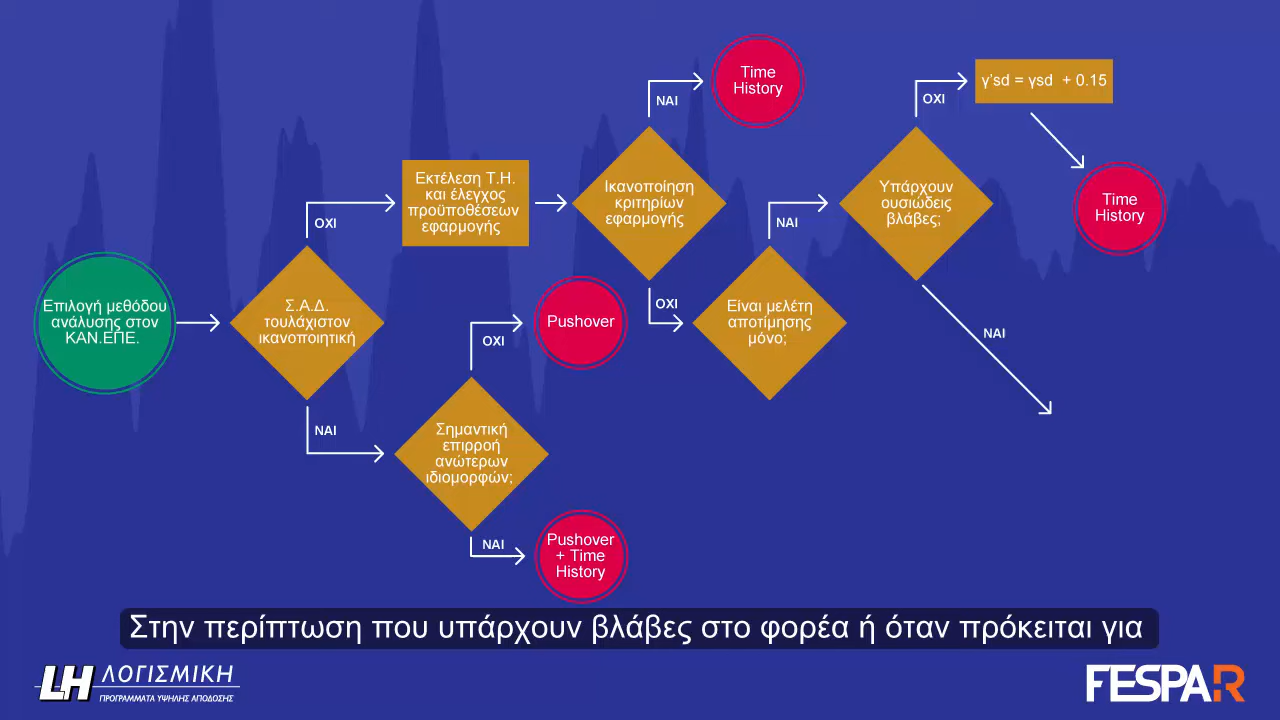 Επιλογή μεθόδου
ανάλυσης στον
ΚΑΝ.ΕΠΕ.
Σ.Α.Δ.
τουλάχιστον
ικανοποιητική
ΟΧΙ
Εκτέλεση Τ.Η.
και έλεγχος
προϋποθέσεων
εφαρμογής
Ικανοποίηση
κριτηρίων
εφαρμογής
ΝΑΙ
Time
History
ΟΧΙ
Είναι μελέτη
αποτίμησης
μόνο;
ΝΑΙ
Υπάρχουν
ουσιώδεις
βλάβες;
ΟΧΙ
γ'sd = γsd + 0.15
Time
History
ΝΑΙ
ΝΑΙ
Σημαντική
επιρροή
ανώτερων
ιδιομορφών;
ΟΧΙ
Pushover
ΝΑΙ
Pushover
+ Time
History
Στην περίπτωση που υπάρχουν βλάβες στο φορέα ή όταν πρόκειται για
LH ΛΟΓΙΣΜΙΚΗ
ΠΡΟΓΡΑΜΜΑΤΑ ΥΨΗΛΗΣ ΑΠΟΔΟΣΗΣ
FESPA R